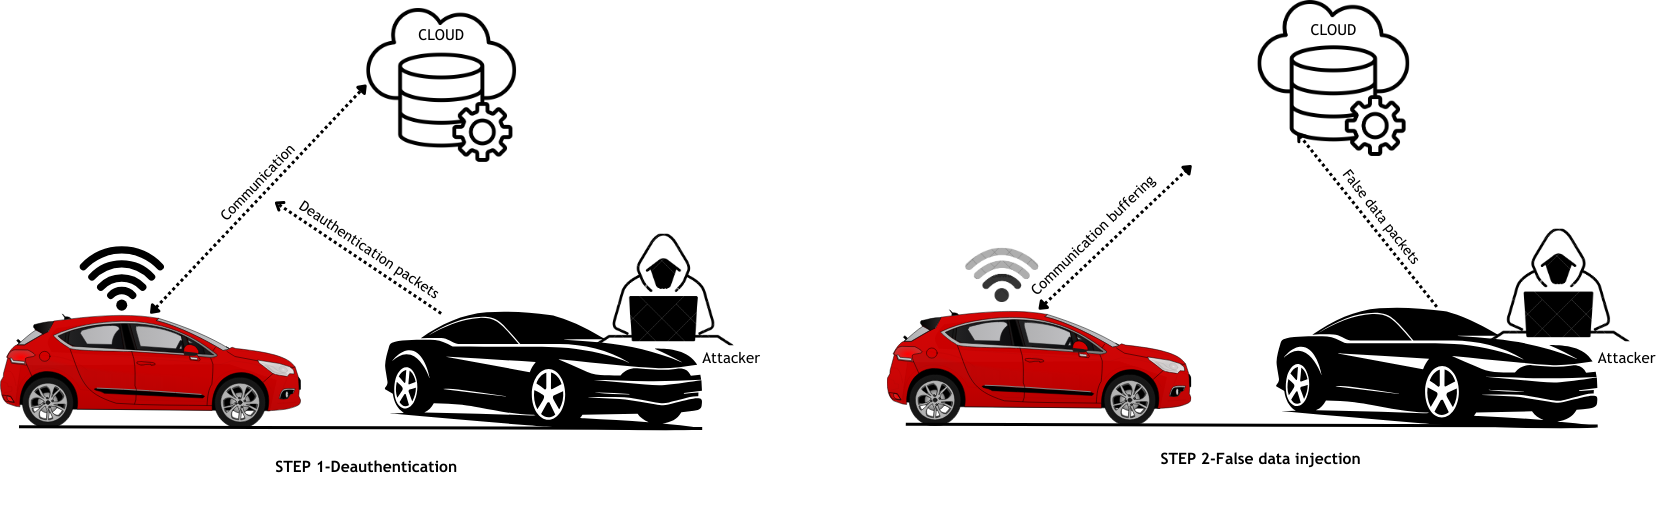 CLOUD
Communication
Deauthentication packets
Attacker
STEP 1-Deauthentication
CLOUD
Communication buffering
False data packets
Attacker
STEP 2-False data injection